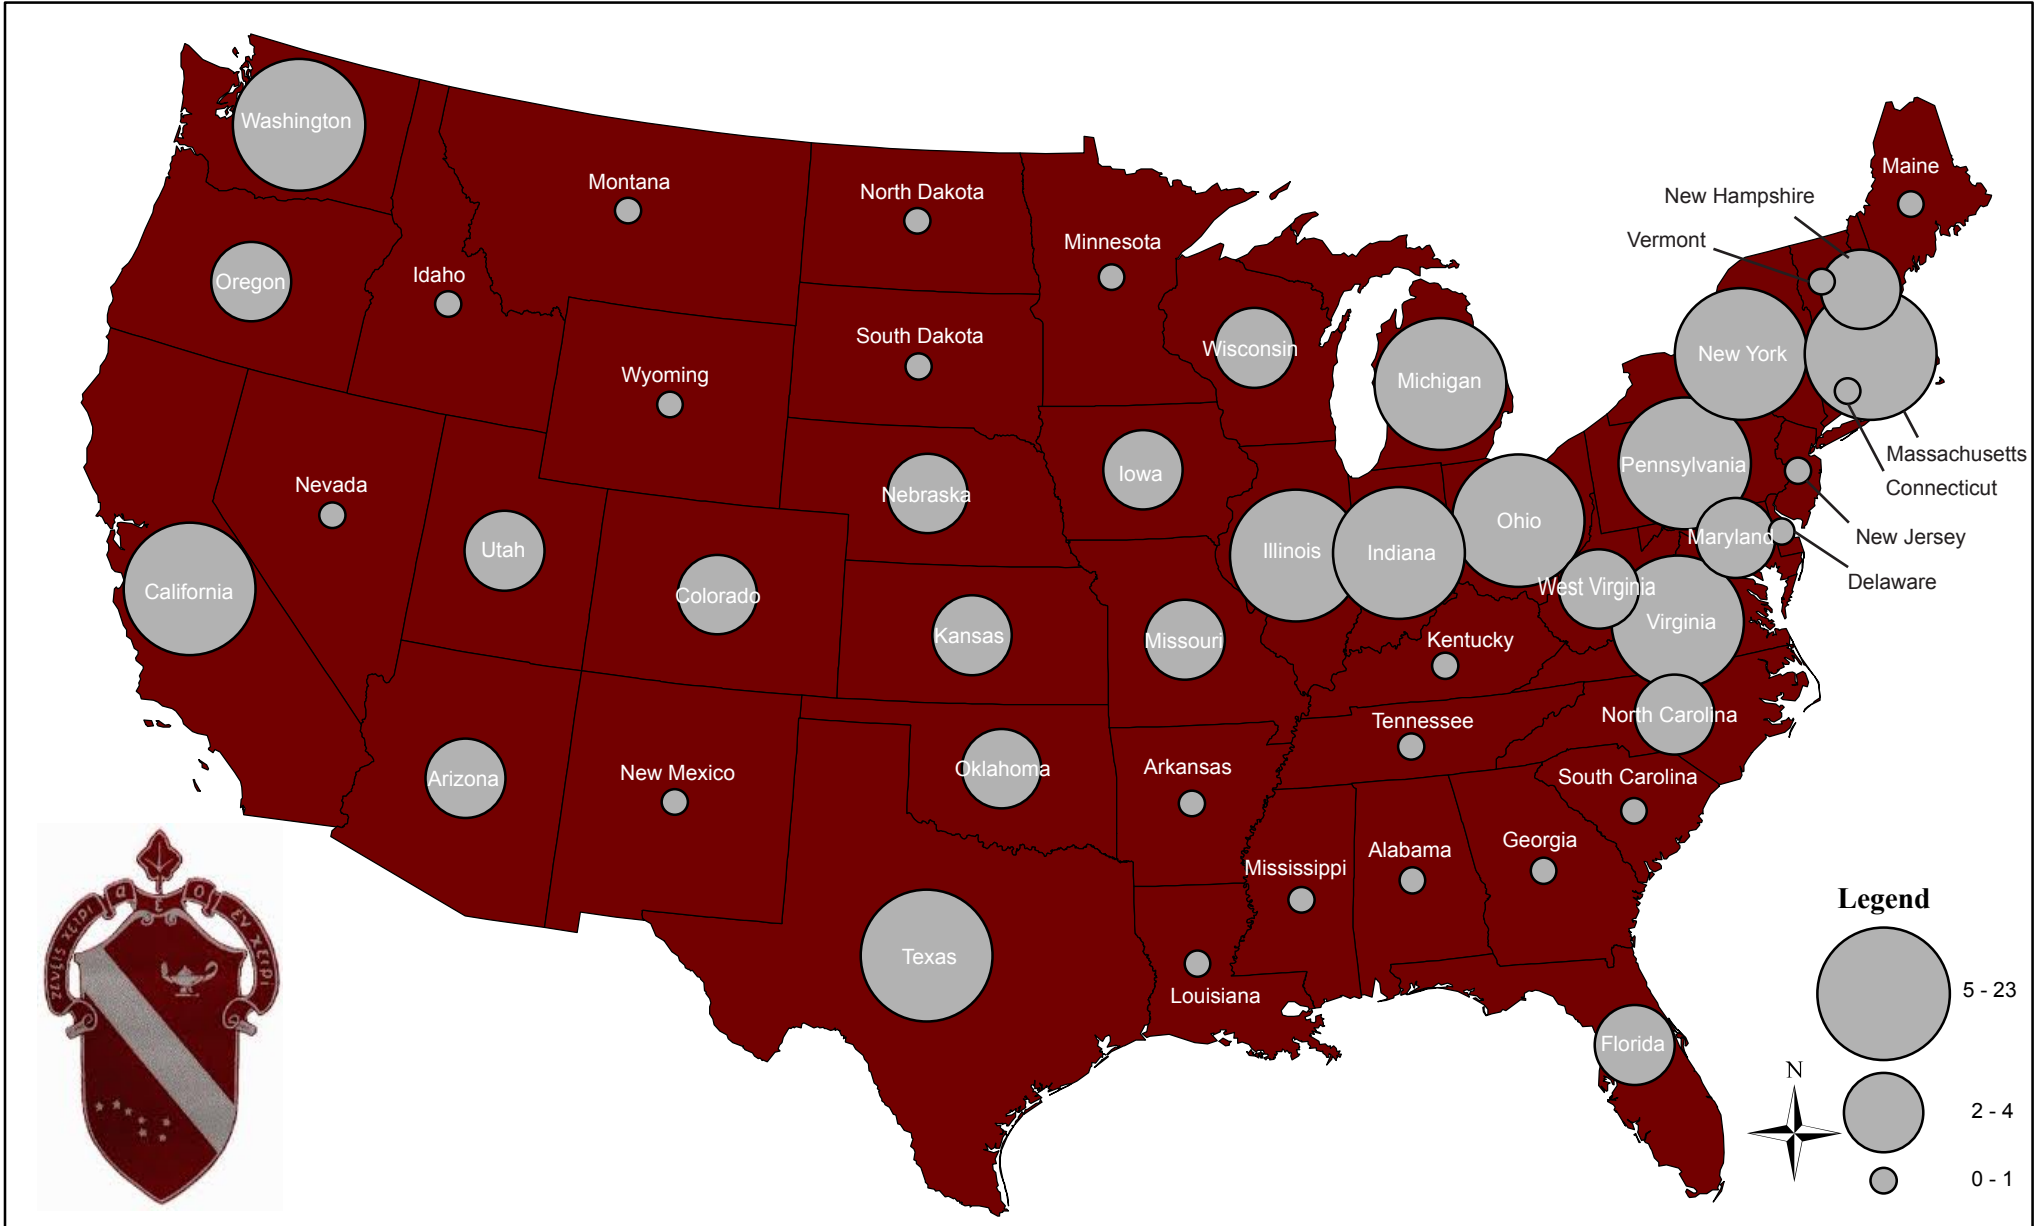 Washington
Montana
North Dakota
Minnesota
Maine
New Hampshire
Vermont
Oregon
Idaho
South Dakota
Wisconsin
Wyoming
Michigan
New York
Massachusetts
Connecticut
Nevada
Nebraska
Iowa
Pennsylvania
Utah
Colorado
California
Illinois
Indiana
Ohio
Maryland
New Jersey
Delaware
West Virginia
Virginia
Kansas
Missouri
Kentucky
North Carolina
Tennessee
Arizona
New Mexico
Oklahoma
Arkansas
South Carolina
Georgia
Alabama
Mississippi
Texas
Louisiana
Florida
Legend
5 - 23
2 - 4
0 - 1
N